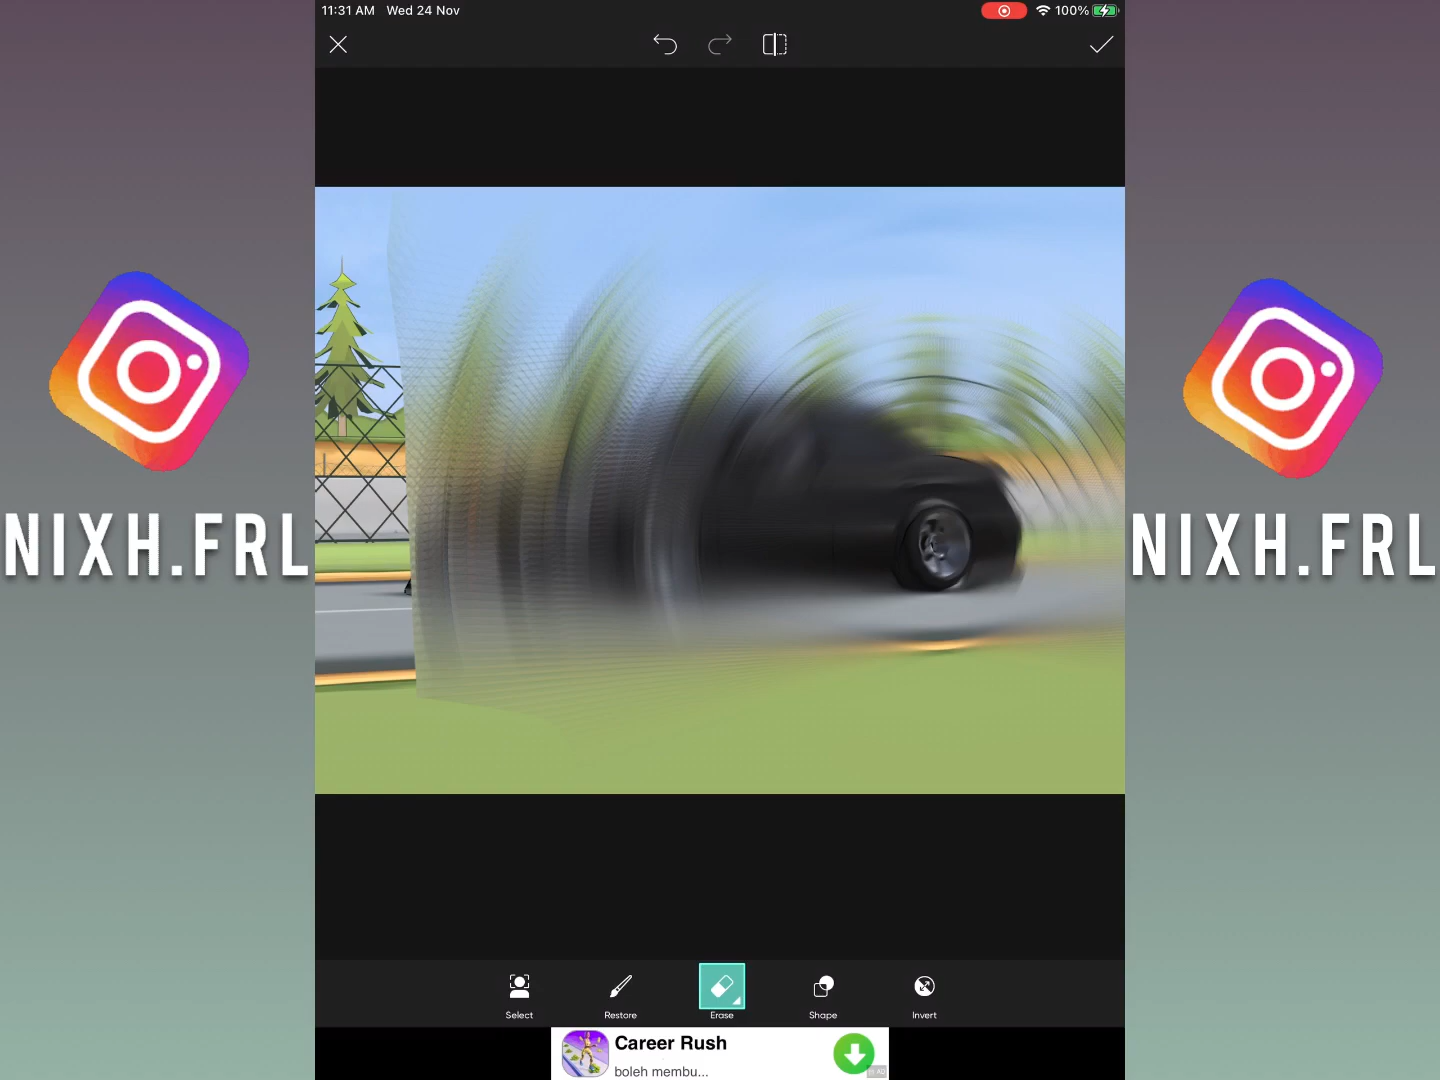 11:31 AM Wed 24 Nov
100%
NIXH.FRL
NIXH.FRL
Select
Restore
Erase
Shape
Invert
Career Rush
boleh membu...
AD